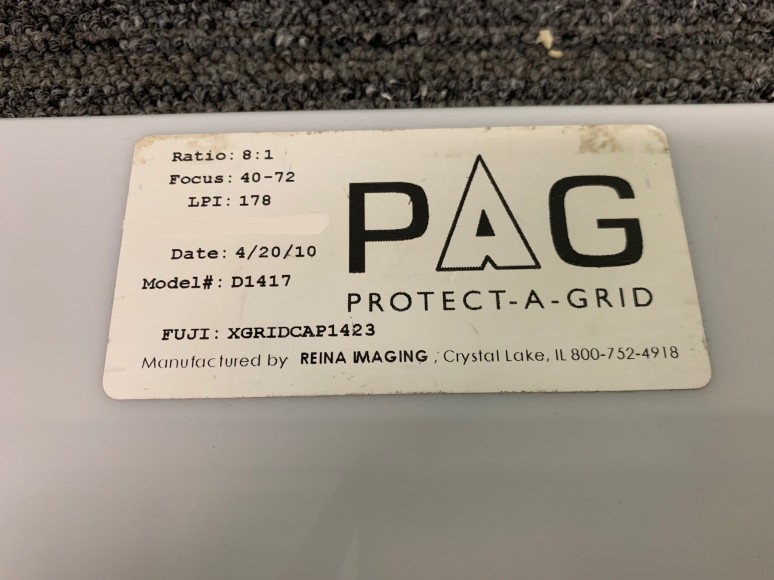 Ratio: 8:1
Focus: 40-72
LPI: 178
Date: 4/20/10
Model#: D1417
PAG
PROTECT-A-GRID
FUJI: XGRIDCAP1423
Manufactured by REINA IMAGING ; Crystal Lake, IL 800-752-4918